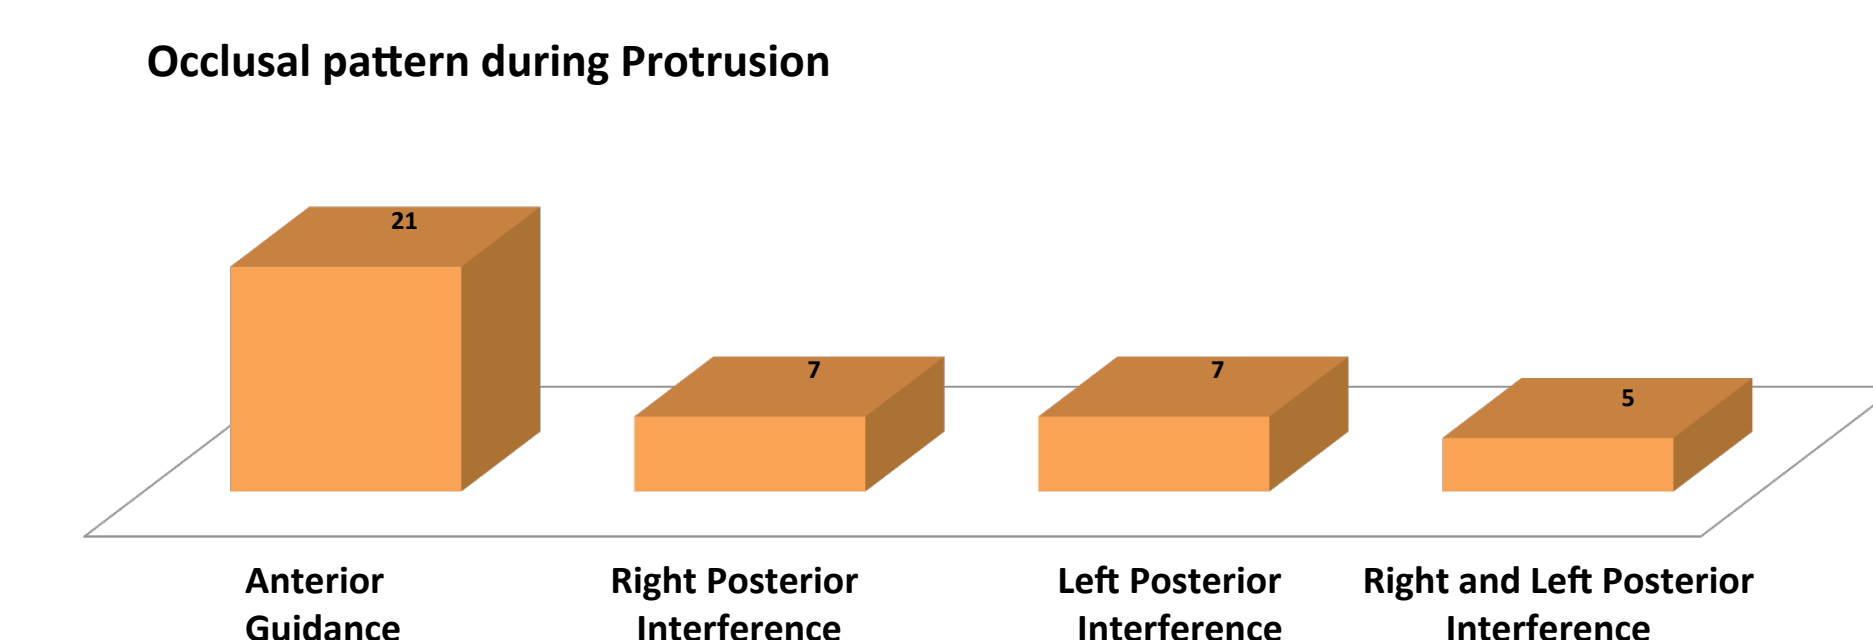 Occlusal pattern during Protrusion
21
7
7
5
Anterior
Guidance
Right Posterior
Interference
Left Posterior
Interference
Right and Left Posterior
Interference